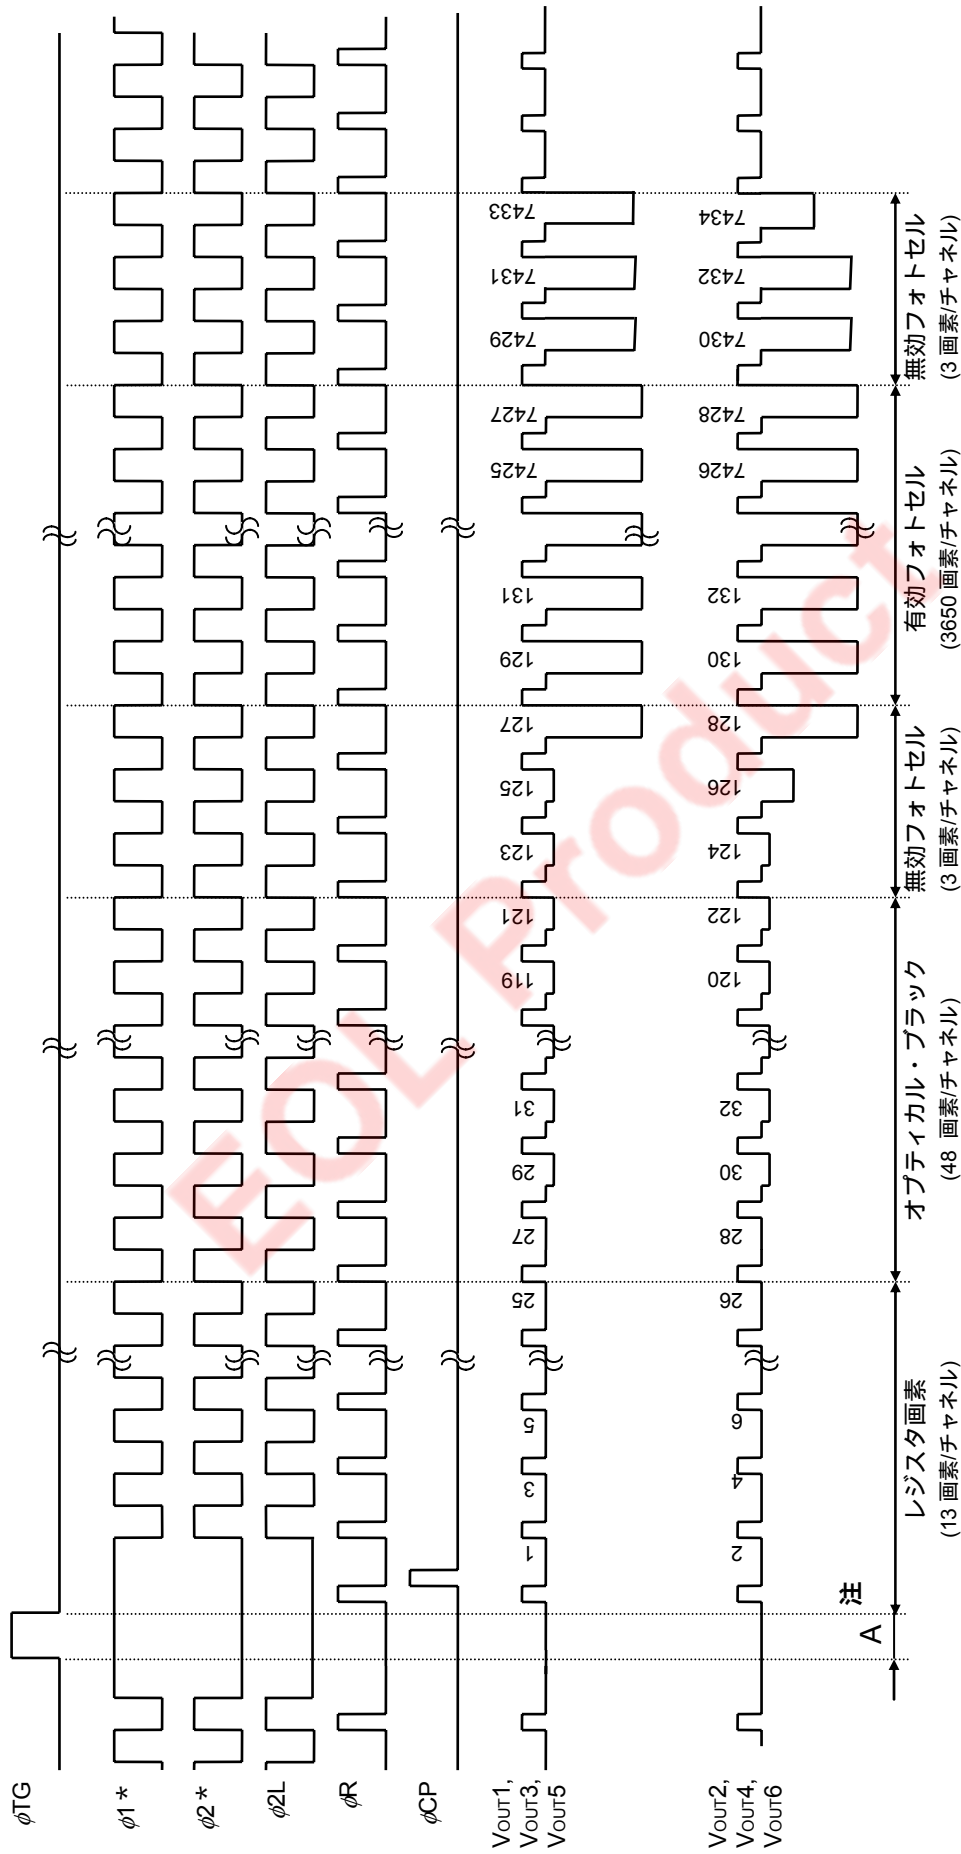 φTG
φ1*
φ2*
φ2L
φR
φCP
VOUT1,
VOUT3,
VOUT5
1 3 5 25 27 29 31 119 121 123 125 127 129 131 7425 7427 7429 7431 7433
VOUT2,
VOUT4,
VOUT6
2 4 6 26 28 30 32 120 122 124 126 128 130 132 7426 7428 7430 7432 7434
A
注
レジスタ画素
(13 画素/チャネル)
オプティカル・ブラック
(48 画素/チャネル)
無効フォトセル
(3 画素/チャネル)
有効フォトセル
(3650 画素/チャネル)
無効フォトセル
(3 画素/チャネル)
EOL Product